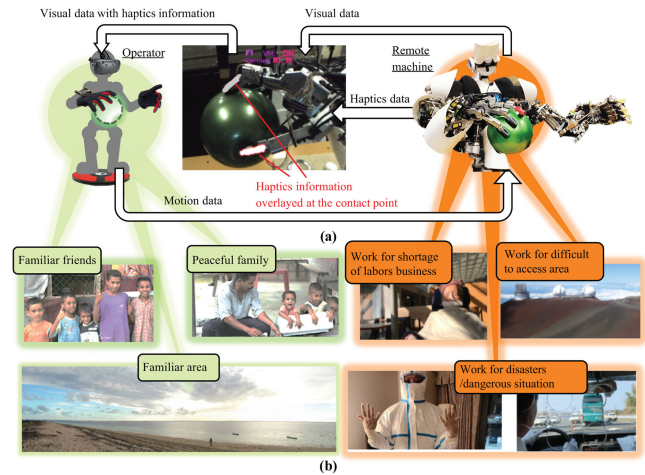 Visual data with haptics information
Visual data
Operator
Remote
machine
Haptics data
Haptics information
overlayed at the contact point
Motion data
(a)
Familiar friends
Peaceful family
Work for shortage
of labors business
Work for difficult
to access area
Familiar area
Work for disasters
/dangerous situation
(b)